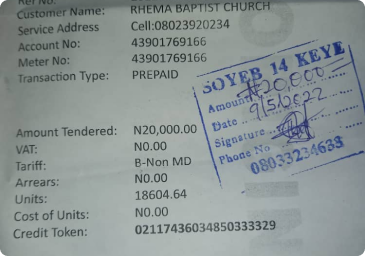 Customer Name: RHEMA BAPTIST CHURCH
Service Address Cell:08023920234
Account No: 43901769166
Meter No: 43901769166
Transaction Type: PREPAID
SOYEB 14 KEYE
Amount ₦20,000
Date 9/5/2022
Signature
Phone No
08033234633
Amount Tendered: N20,000.00
VAT: N0.00
Tariff: B-Non MD
Arrears: N0.00
Units: 18604.64
Cost of Units: N0.00
Credit Token: 02117436034850333329